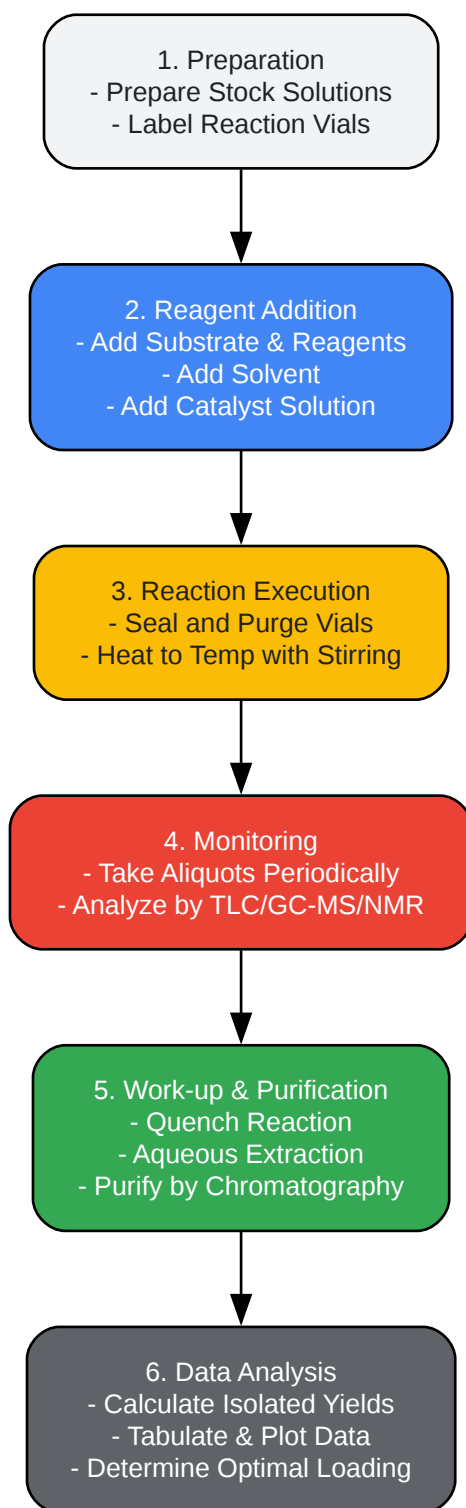 1. Preparation
- Prepare Stock Solutions
- Label Reaction Vials
2. Reagent Addition
- Add Substrate & Reagents
- Add Solvent
- Add Catalyst Solution
3. Reaction Execution
- Seal and Purge Vials
- Heat to Temp with Stirring
4. Monitoring
- Take Aliquots Periodically
- Analyze by TLC/GC-MS/NMR
5. Work-up & Purification
- Quench Reaction
- Aqueous Extraction
- Purify by Chromatography
6. Data Analysis
- Calculate Isolated Yields
- Tabulate & Plot Data
- Determine Optimal Loading